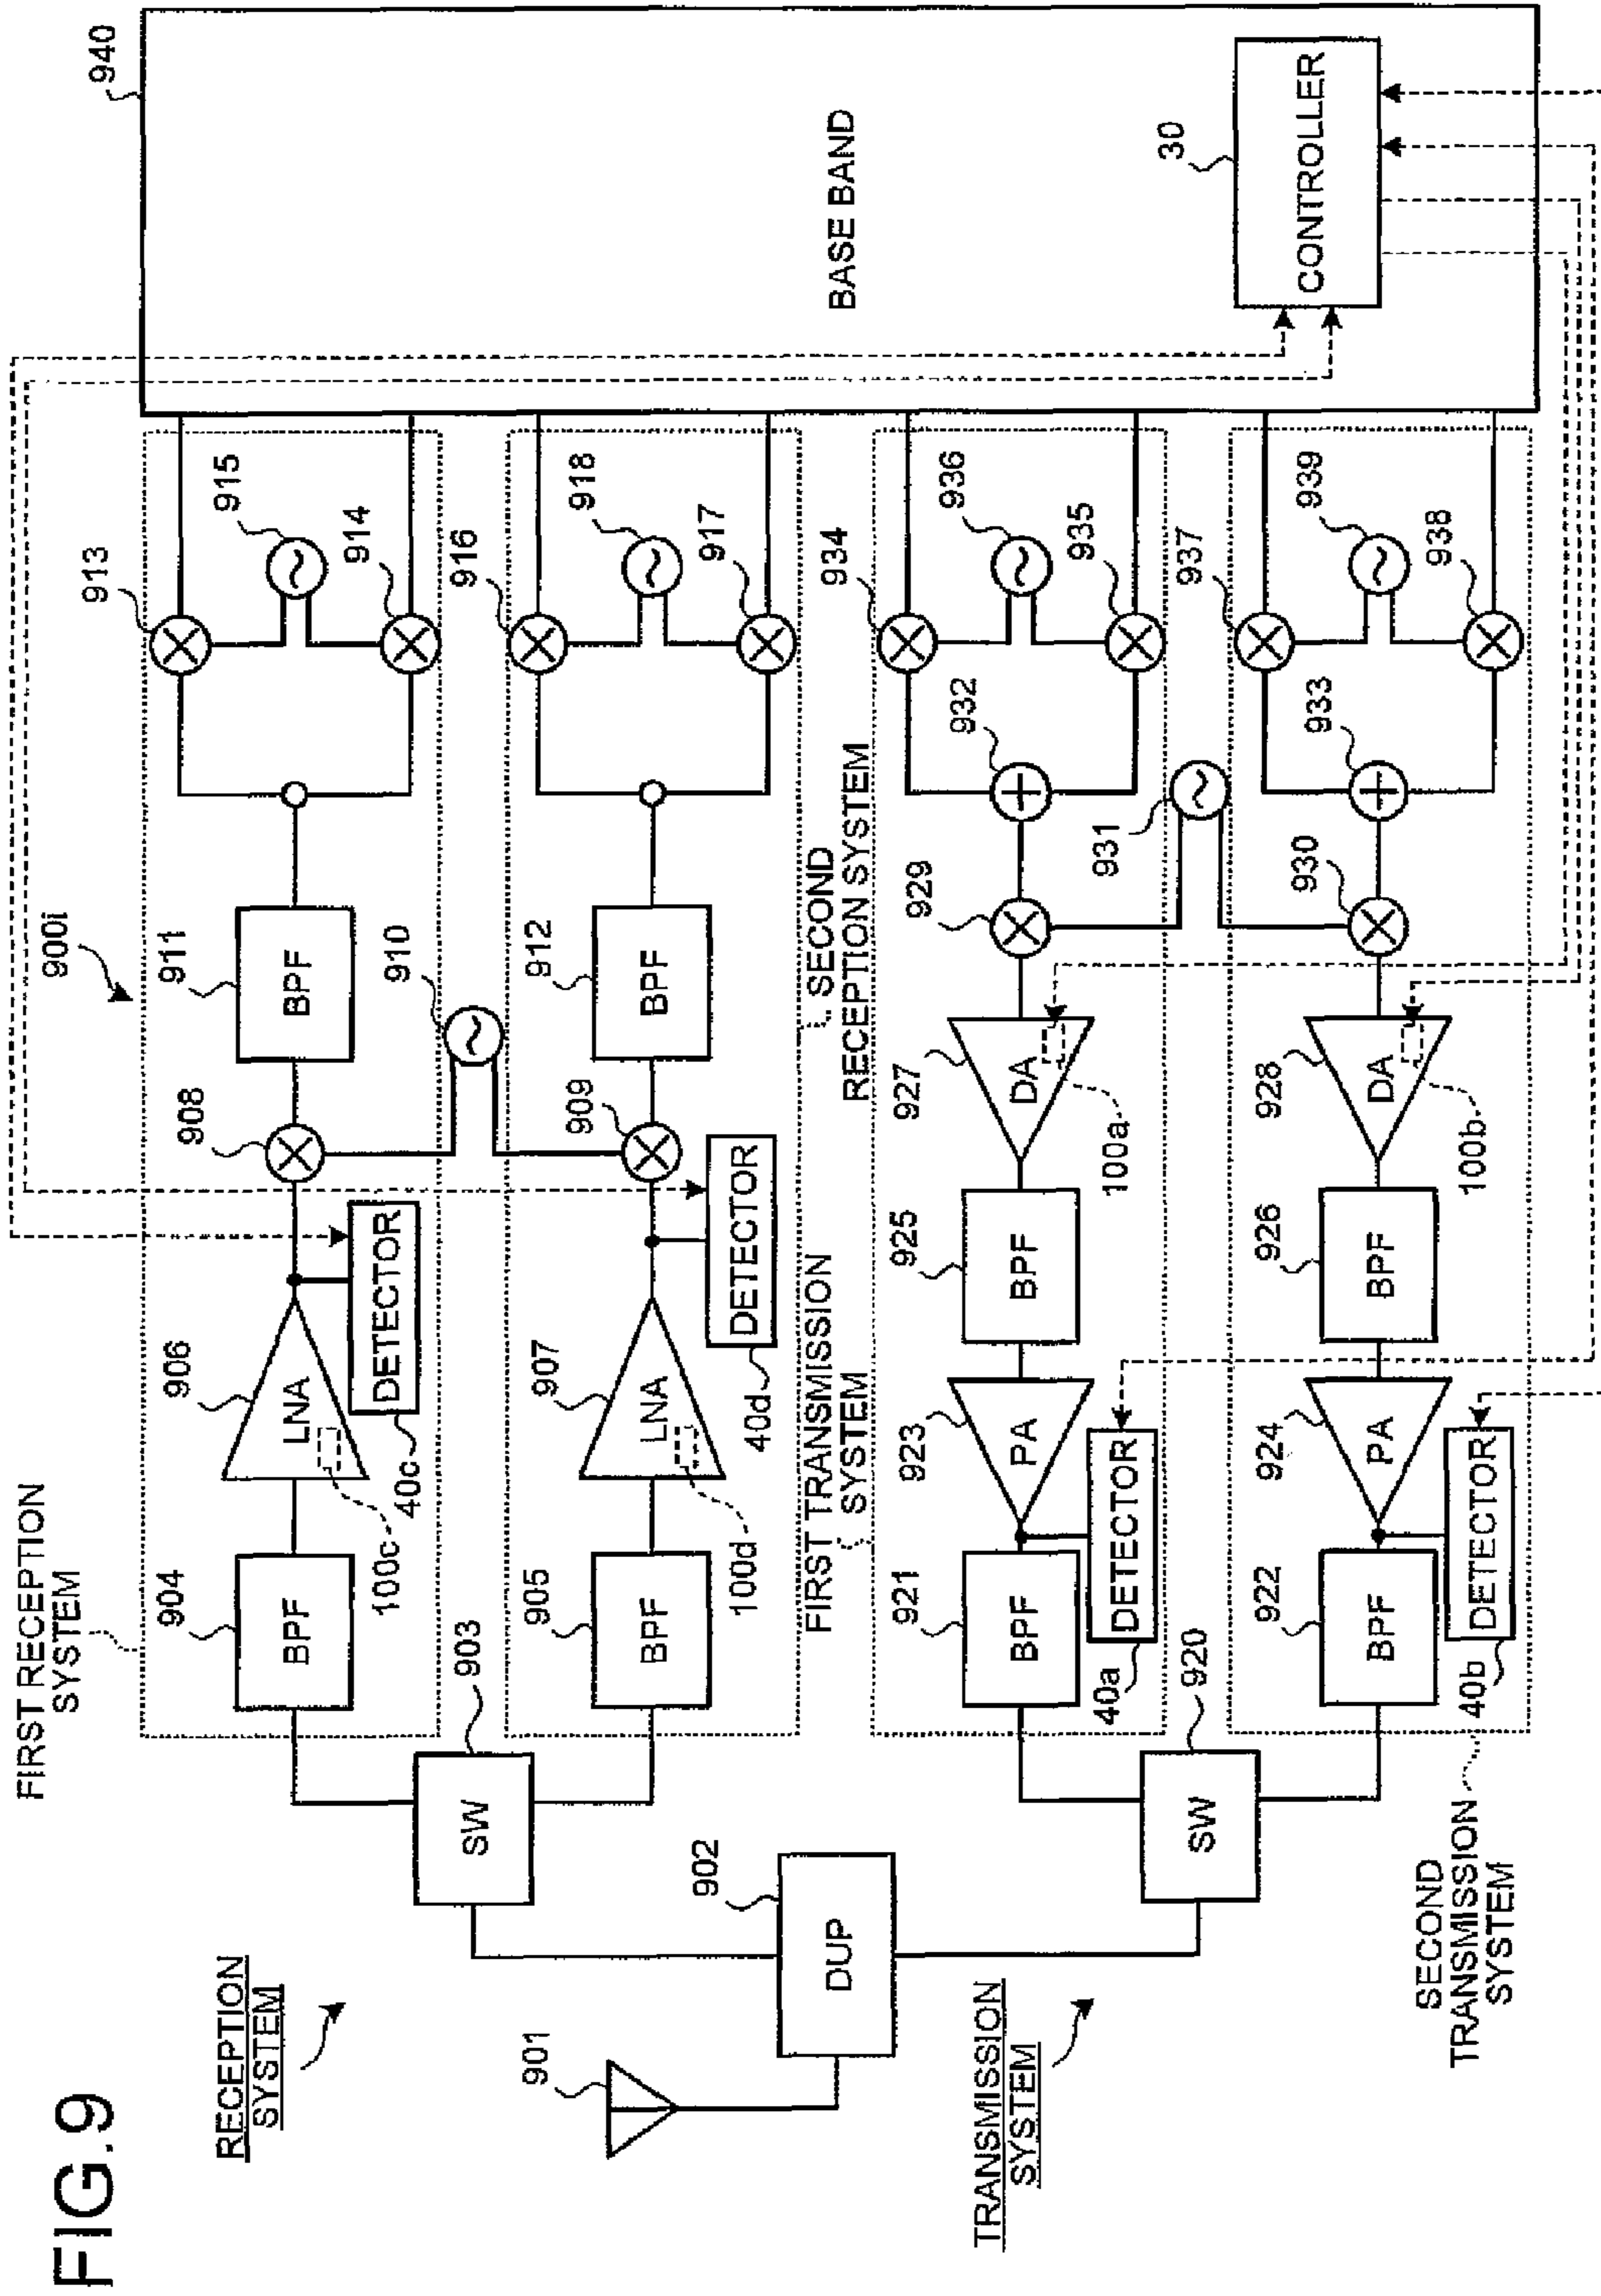 FIG.9
RECEPTION
SYSTEM
900i
940
FIRST RECEPTION
SYSTEM
904
BPF
906
LNA
100c
DETECTOR
40c
908
911
BPF
913
915
914
903
SW
905
BPF
907
LNA
100d
DETECTOR
40d
910
909
912
BPF
916
918
917
SECOND
RECEPTION SYSTEM
901
902
DUP
BASE BAND
30
CONTROLLER
TRANSMISSION
SYSTEM
FIRST TRANSMISSION
SYSTEM
921
BPF
40a
DETECTOR
923
PA
925
BPF
927
DA
100a
929
932
934
936
935
931
920
SW
922
BPF
40b
DETECTOR
924
PA
926
BPF
928
DA
100b
930
933
937
939
938
SECOND
TRANSMISSION
SYSTEM